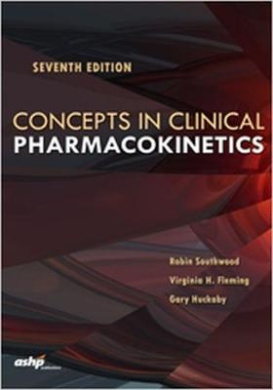 SEVENTH EDITION
CONCEPTS IN CLINICAL
PHARMACOKINETICS
Robin Southwood
Virginia H. Fleming
Gary Huckaby
ashp